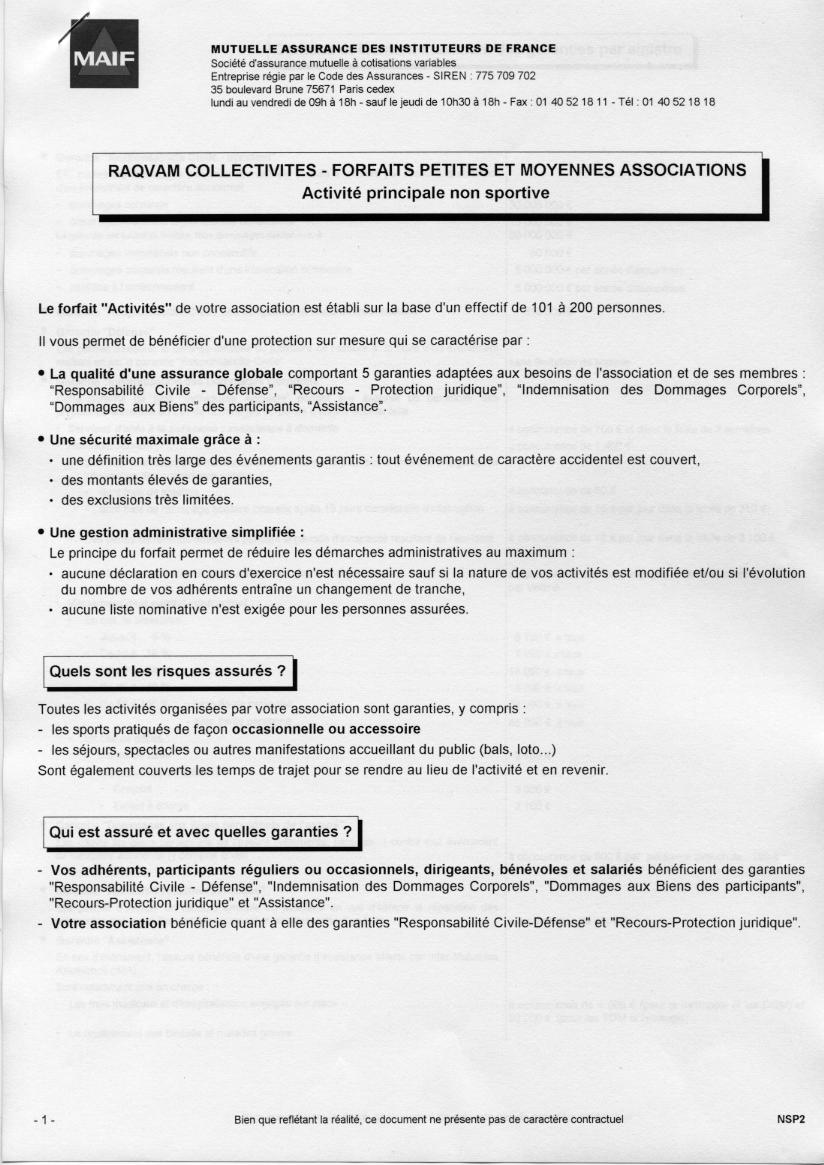 MAIF
MUTUELLE ASSURANCE DES INSTITUTEURS DE FRANCE
Société d'assurance mutuelle à cotisations variables
Entreprise régie par le Code des Assurances - SIREN : 775 709 702
35 boulevard Brune 75671 Paris cedex
lundi au vendredi de 09h à 18h - sauf le jeudi de 10h30 à 18h - Fax : 01 40 52 18 11 - Tél : 01 40 52 18 18
RAQVAM COLLECTIVITES - FORFAITS PETITES ET MOYENNES ASSOCIATIONS
Activité principale non sportive
Le forfait "Activités" de votre association est établi sur la base d'un effectif de 101 à 200 personnes.
Il vous permet de bénéficier d'une protection sur mesure qui se caractérise par :
• La qualité d'une assurance globale comportant 5 garanties adaptées aux besoins de l'association et de ses membres :
"Responsabilité Civile - Défense", "Recours - Protection juridique", "Indemnisation des Dommages Corporels",
"Dommages aux Biens" des participants, "Assistance".
• Une sécurité maximale grâce à :
• une définition très large des événements garantis : tout événement de caractère accidentel est couvert,
• des montants élevés de garanties,
• des exclusions très limitées.
• Une gestion administrative simplifiée :
Le principe du forfait permet de réduire les démarches administratives au maximum :
• aucune déclaration en cours d'exercice n'est nécessaire sauf si la nature de vos activités est modifiée et/ou si l'évolution
du nombre de vos adhérents entraîne un changement de tranche,
• aucune liste nominative n'est exigée pour les personnes assurées.
Quels sont les risques assurés ?
Toutes les activités organisées par votre association sont garanties, y compris :
- les sports pratiqués de façon occasionnelle ou accessoire
- les séjours, spectacles ou autres manifestations accueillant du public (bals, loto...)
Sont également couverts les temps de trajet pour se rendre au lieu de l'activité et en revenir.
Qui est assuré et avec quelles garanties ?
- Vos adhérents, participants réguliers ou occasionnels, dirigeants, bénévoles et salariés bénéficient des garanties
"Responsabilité Civile - Défense", "Indemnisation des Dommages Corporels", "Dommages aux Biens des participants",
"Recours-Protection juridique" et "Assistance".
- Votre association bénéficie quant à elle des garanties "Responsabilité Civile-Défense" et "Recours-Protection juridique".
- 1 -
Bien que reflétant la réalité, ce document ne présente pas de caractère contractuel
NSP2